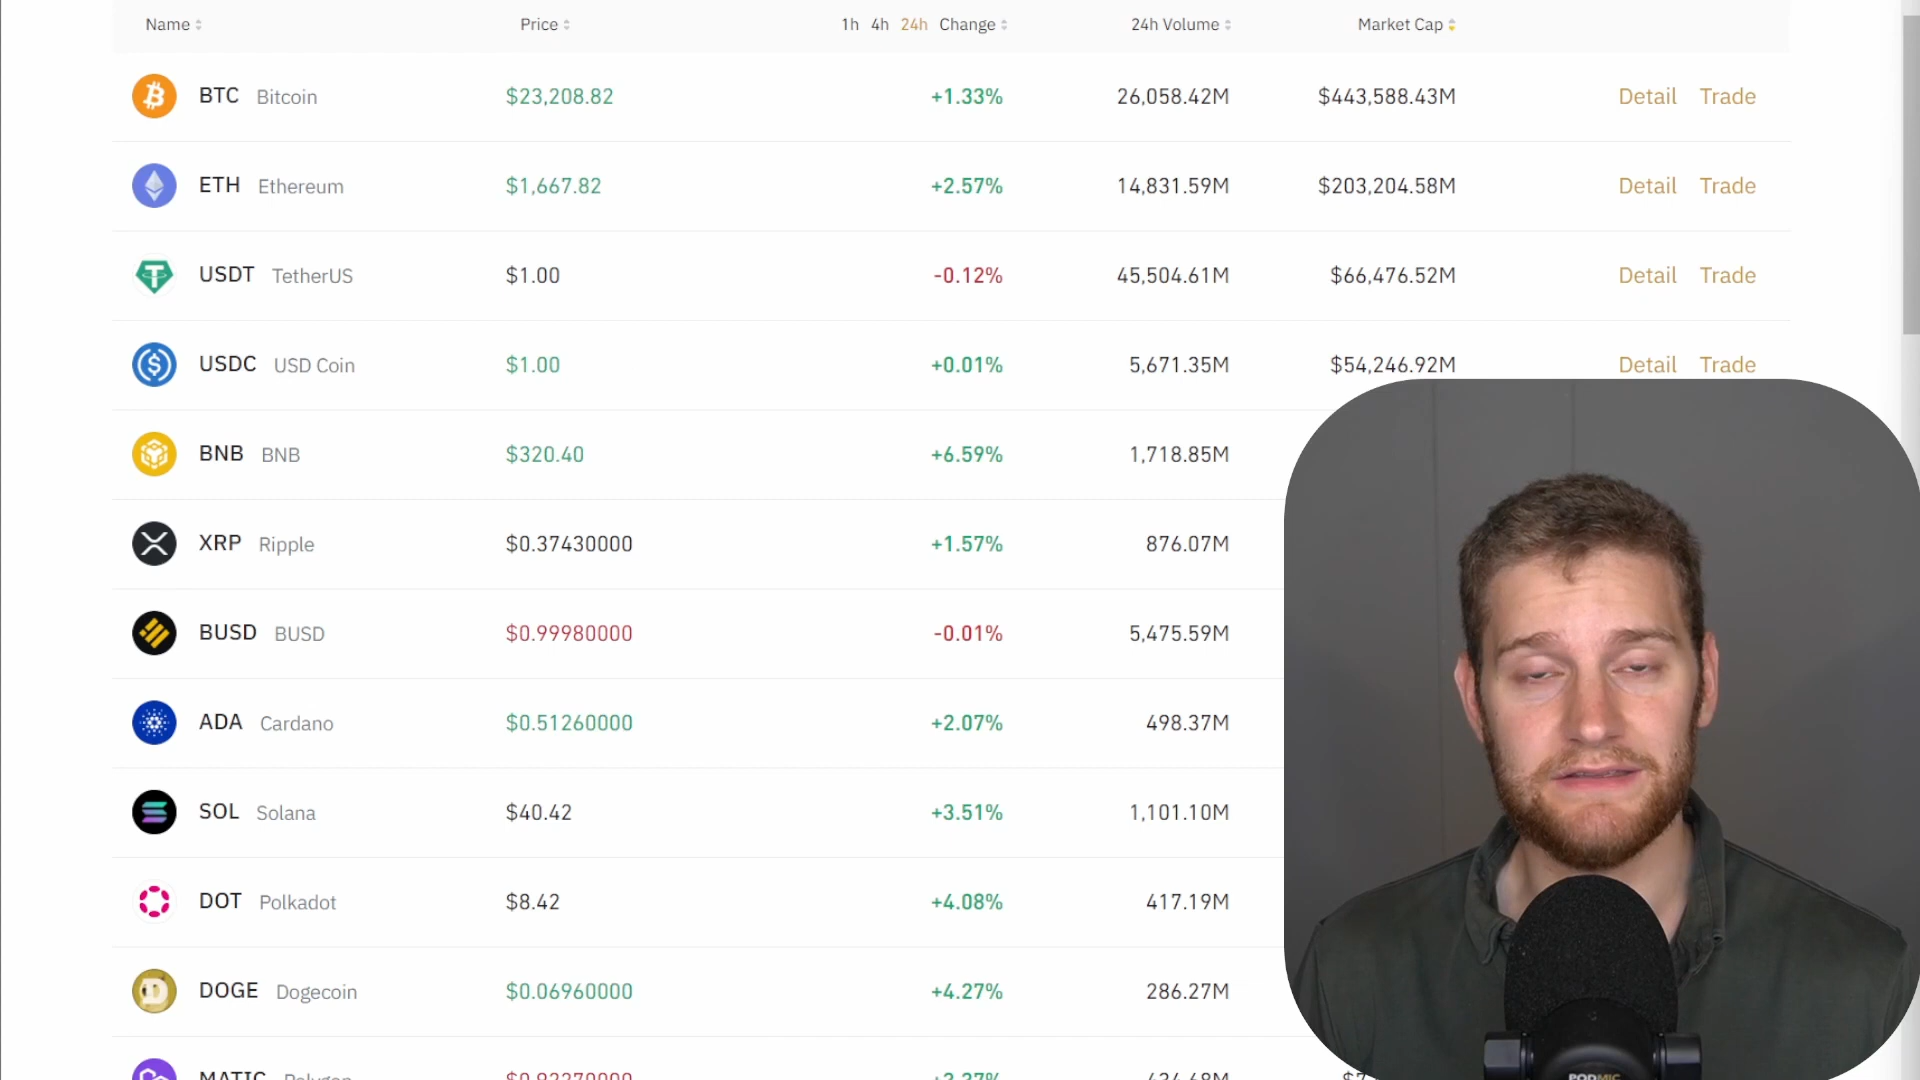 Name Price 1h 4h 24h Change 24h Volume Market Cap
BTC Bitcoin $23,208.82 +1.33% 26,058.42M $443,588.43M Detail Trade
ETH Ethereum $1,667.82 +2.57% 14,831.59M $203,204.58M Detail Trade
USDT TetherUS $1.00 -0.12% 45,504.61M $66,476.52M Detail Trade
USDC USD Coin $1.00 +0.01% 5,671.35M $54,246.92M Detail Trade
BNB BNB $320.40 +6.59% 1,718.85M
XRP Ripple $0.37430000 +1.57% 876.07M
BUSD BUSD $0.99980000 -0.01% 5,475.59M
ADA Cardano $0.51260000 +2.07% 498.37M
SOL Solana $40.42 +3.51% 1,101.10M
DOT Polkadot $8.42 +4.08% 417.19M
DOGE Dogecoin $0.06960000 +4.27% 286.27M
MATIC Polygon
PODMIC